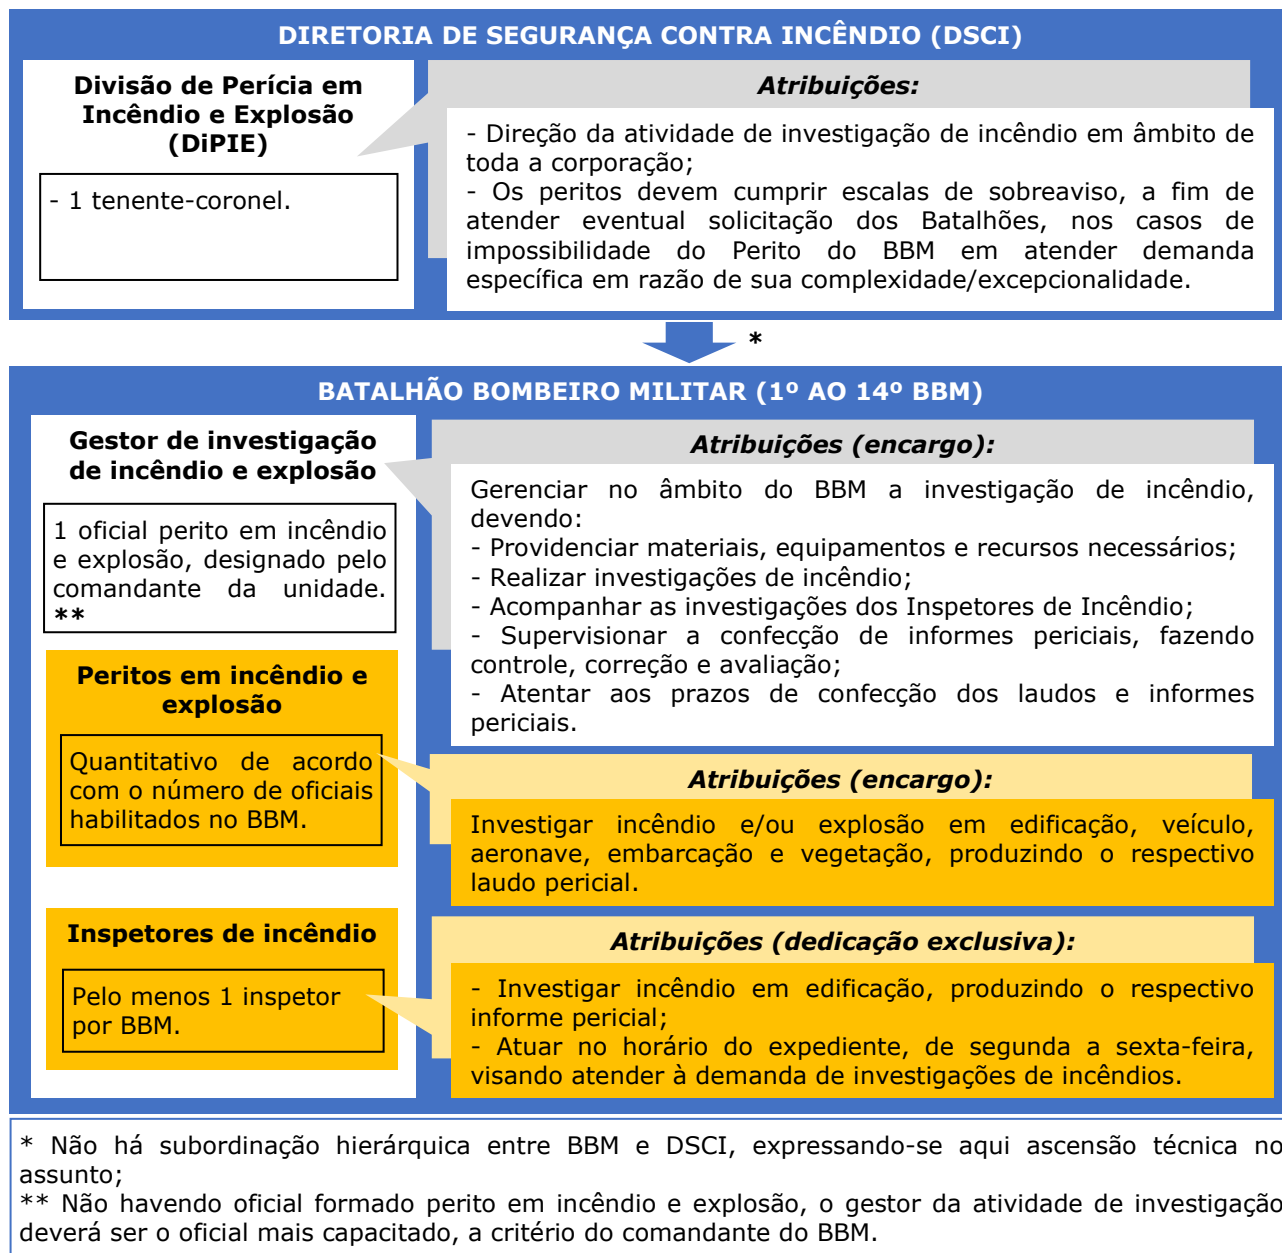 DIRETORIA DE SEGURANÇA CONTRA INCÊNDIO (DSCI)
Divisão de Perícia em
Incêndio e Explosão
(DiPIE)
- 1 tenente-coronel.
Atribuições:
- Direção da atividade de investigação de incêndio em âmbito de
toda a corporação;
- Os peritos devem cumprir escalas de sobreaviso, a fim de
atender eventual solicitação dos Batalhões, nos casos de
impossibilidade do Perito do BBM em atender demanda
específica em razão de sua complexidade/excepcionalidade.
*
BATALHÃO BOMBEIRO MILITAR (1º AO 14º BBM)
Gestor de investigação
de incêndio e explosão
1 oficial perito em incêndio
e explosão, designado pelo
comandante da unidade.
**
Atribuições (encargo):
Gerenciar no âmbito do BBM a investigação de incêndio,
devendo:
- Providenciar materiais, equipamentos e recursos necessários;
- Realizar investigações de incêndio;
- Acompanhar as investigações dos Inspetores de Incêndio;
- Supervisionar a confecção de informes periciais, fazendo
controle, correção e avaliação;
- Atentar aos prazos de confecção dos laudos e informes
periciais.
Peritos em incêndio e
explosão
Quantitativo de acordo
com o número de oficiais
habilitados no BBM.
Atribuições (encargo):
Investigar incêndio e/ou explosão em edificação, veículo,
aeronave, embarcação e vegetação, produzindo o respectivo
laudo pericial.
Inspetores de incêndio
Pelo menos 1 inspetor
por BBM.
Atribuições (dedicação exclusiva):
- Investigar incêndio em edificação, produzindo o respectivo
informe pericial;
- Atuar no horário do expediente, de segunda a sexta-feira,
visando atender à demanda de investigações de incêndios.
* Não há subordinação hierárquica entre BBM e DSCI, expressando-se aqui ascensão técnica no
assunto;
** Não havendo oficial formado perito em incêndio e explosão, o gestor da atividade de investigação
deverá ser o oficial mais capacitado, a critério do comandante do BBM.